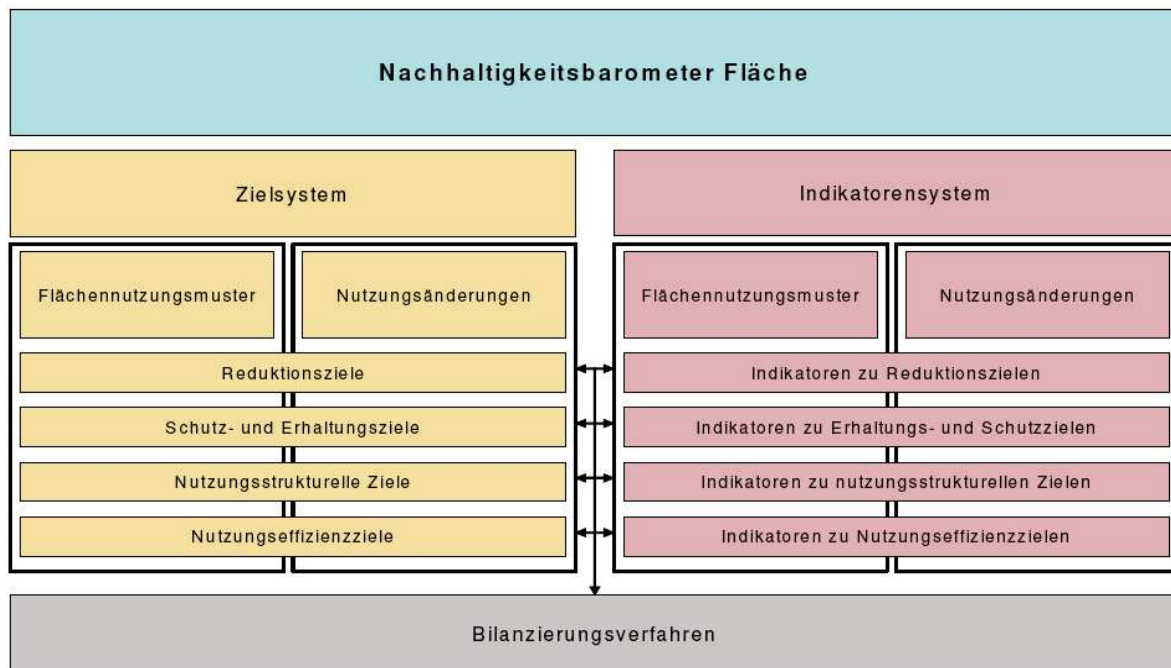 Nachhaltigkeitsbarometer Fläche
Zielsystem
Indikatorensystem
Flächennutzungsmuster
Nutzungsänderungen
Flächennutzungsmuster
Nutzungsänderungen
Reduktionsziele
Indikatoren zu Reduktionszielen
Schutz- und Erhaltungsziele
Indikatoren zu Erhaltungs- und Schutzzielen
Nutzungsstrukturelle Ziele
Indikatoren zu nutzungsstrukturellen Zielen
Nutzungseffizienzziele
Indikatoren zu Nutzungseffizienzzielen
Bilanzierungsverfahren